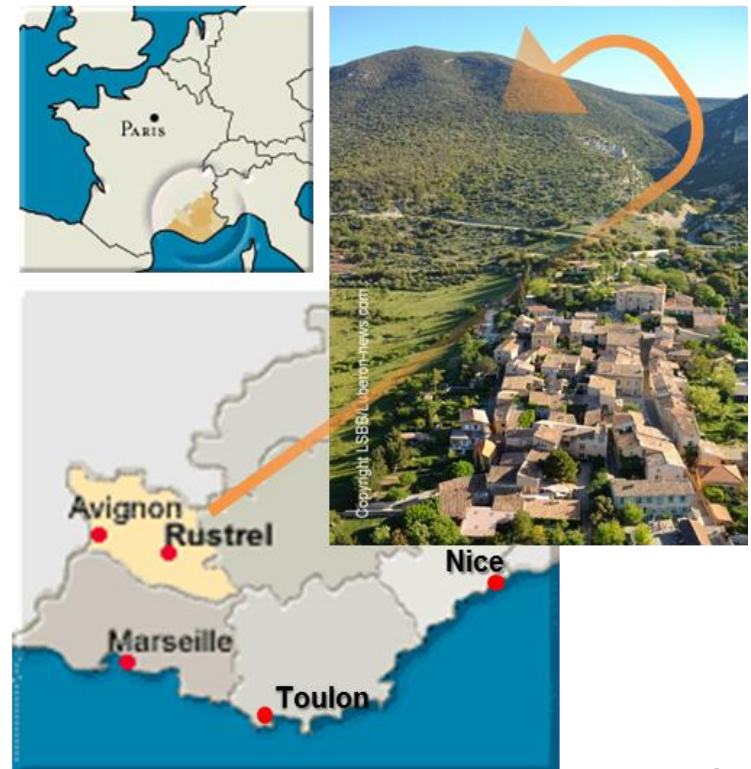 PARIS
Copyright LSBB/Luberon-news.com
Avignon
Rustrel
Nice
Marseille
Toulon